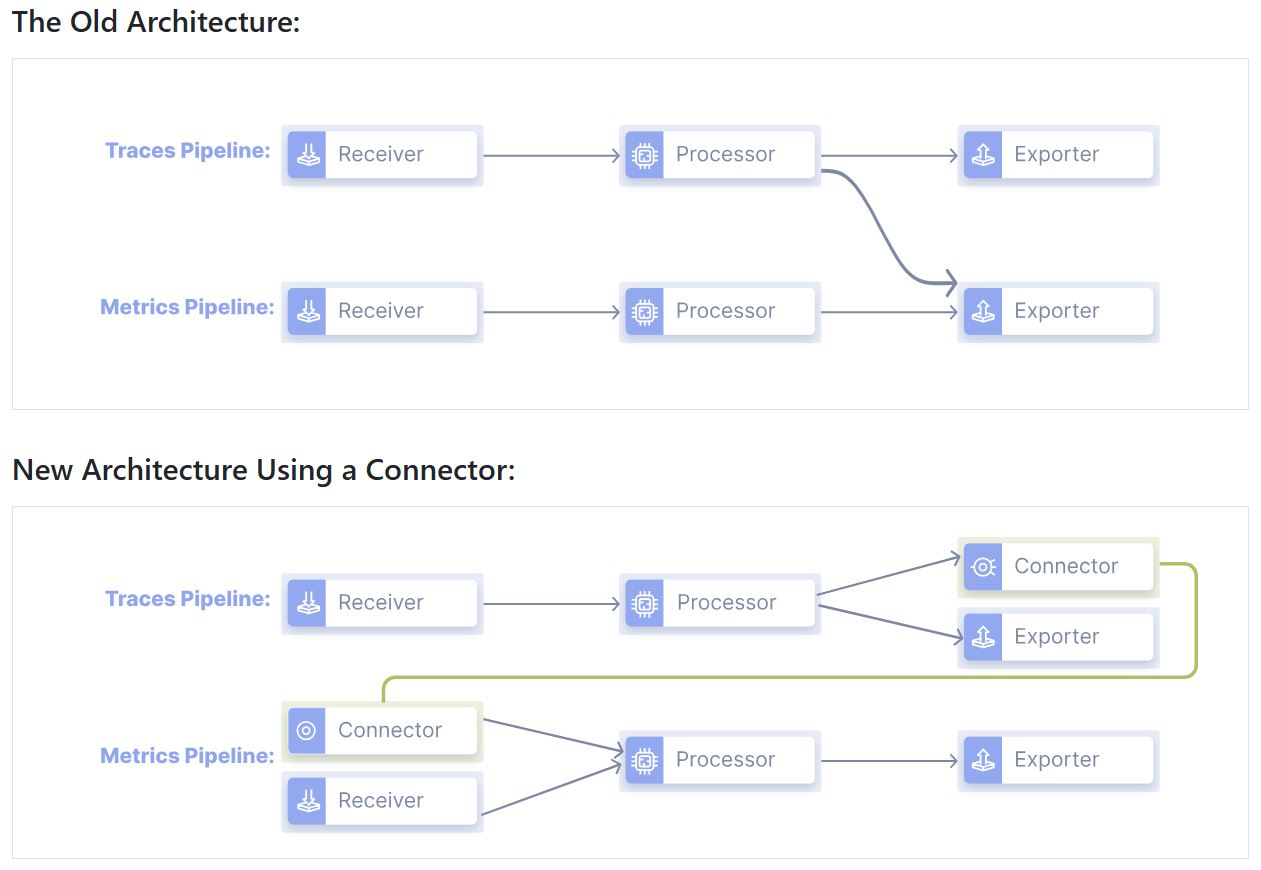 The Old Architecture:
Traces Pipeline:
Receiver
Processor
Exporter
Metrics Pipeline:
Receiver
Processor
Exporter
New Architecture Using a Connector:
Traces Pipeline:
Receiver
Processor
Connector
Exporter
Metrics Pipeline:
Connector
Receiver
Processor
Exporter